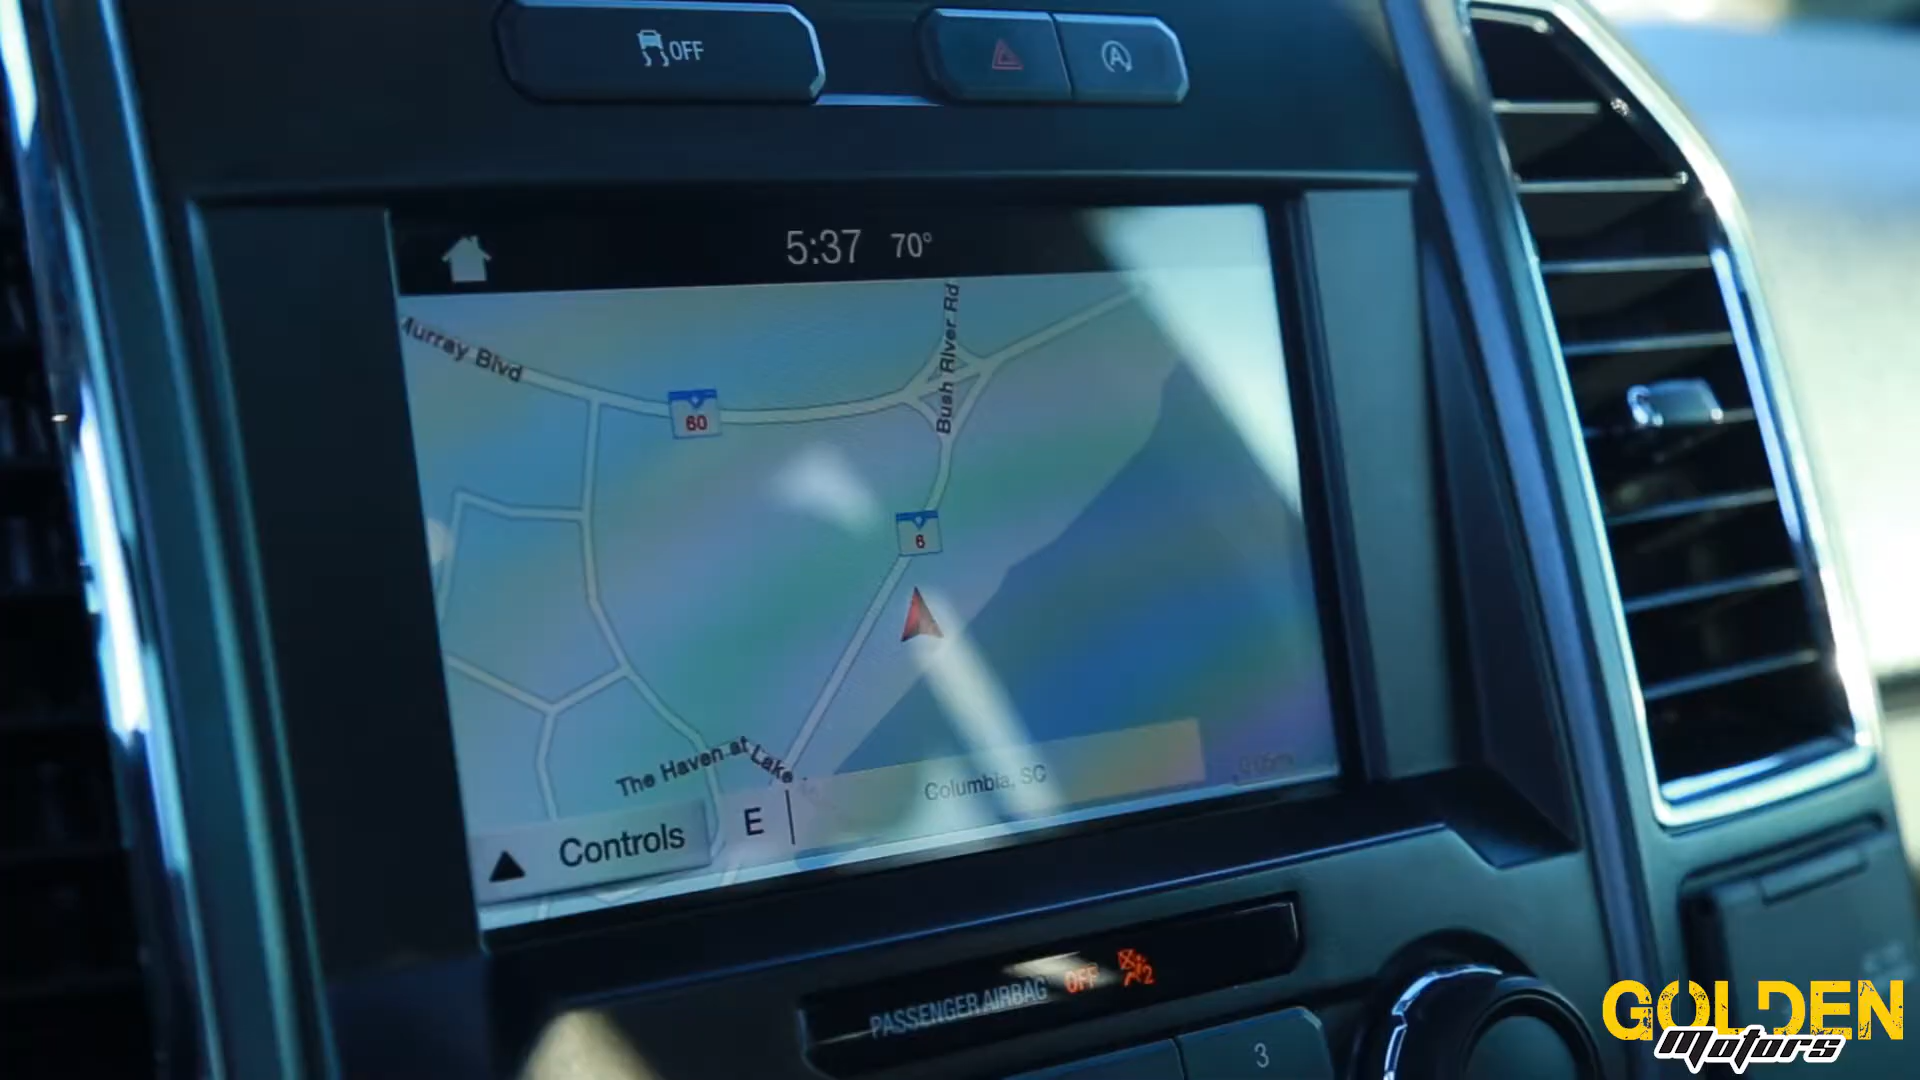 OFF
5:37 70°
Murray Blvd
Bush River Rd
60
6
The Haven at Lake
Columbia, SC
E
Controls
PASSENGER AIRBAG OFF 2
3
GOLDEN
Motors